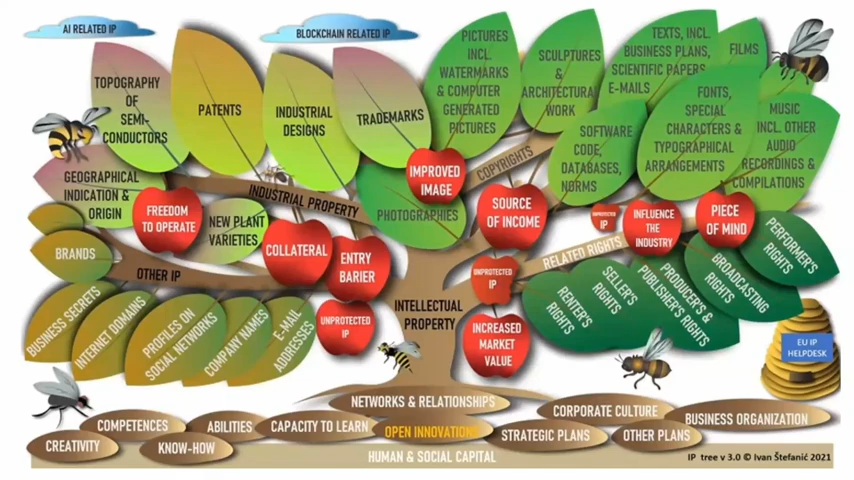 AI RELATED IP
BLOCKCHAIN RELATED IP
TOPOGRAPHY
OF
SEMI-
CONDUCTORS
PATENTS
INDUSTRIAL
DESIGNS
TRADEMARKS
PICTURES
INCL.
WATERMARKS
& COMPUTER
GENERATED
PICTURES
SCULPTURES
&
ARCHITECTURAL
WORK
TEXTS, INCL.
BUSINESS PLANS,
SCIENTIFIC PAPERS,
E-MAILS
FILMS
FONTS,
SPECIAL
CHARACTERS &
TYPOGRAPHICAL
ARRANGEMENTS
MUSIC
INCL. OTHER
AUDIO
RECORDINGS &
COMPILATIONS
SOFTWARE
CODE,
DATABASES,
NORMS
GEOGRAPHICAL
INDICATION &
ORIGIN
INDUSTRIAL PROPERTY
COPYRIGHTS
IMPROVED
IMAGE
PHOTOGRAPHIES
FREEDOM
TO OPERATE
NEW PLANT
VARIETIES
COLLATERAL
ENTRY
BARIER
SOURCE
OF
INCOME
UNPROTECTED
IP
INFLUENCE
THE
INDUSTRY
PIECE
OF MIND
BRANDS
OTHER IP
RELATED RIGHTS
UNPROTECTED
IP
PERFORMER'S
RIGHTS
BROADCASTING
RIGHTS
PRODUCER'S &
PUBLISHER'S RIGHTS
SELLER'S
RIGHTS
RENTER'S
RIGHTS
BUSINESS SECRETS
INTERNET DOMAINS
PROFILES ON
SOCIAL NETWORKS
COMPANY NAMES
E-MAIL
ADDRESSES
UNPROTECTED
IP
INTELLECTUAL
PROPERTY
INCREASED
MARKET
VALUE
EU IP
HELPDESK
NETWORKS & RELATIONSHIPS
CORPORATE CULTURE
BUSINESS ORGANIZATION
COMPETENCES
ABILITIES
CAPACITY TO LEARN
OPEN INNOVATIONS
STRATEGIC PLANS
OTHER PLANS
CREATIVITY
KNOW-HOW
HUMAN & SOCIAL CAPITAL
IP tree v 3.0 © Ivan Štefanić 2021